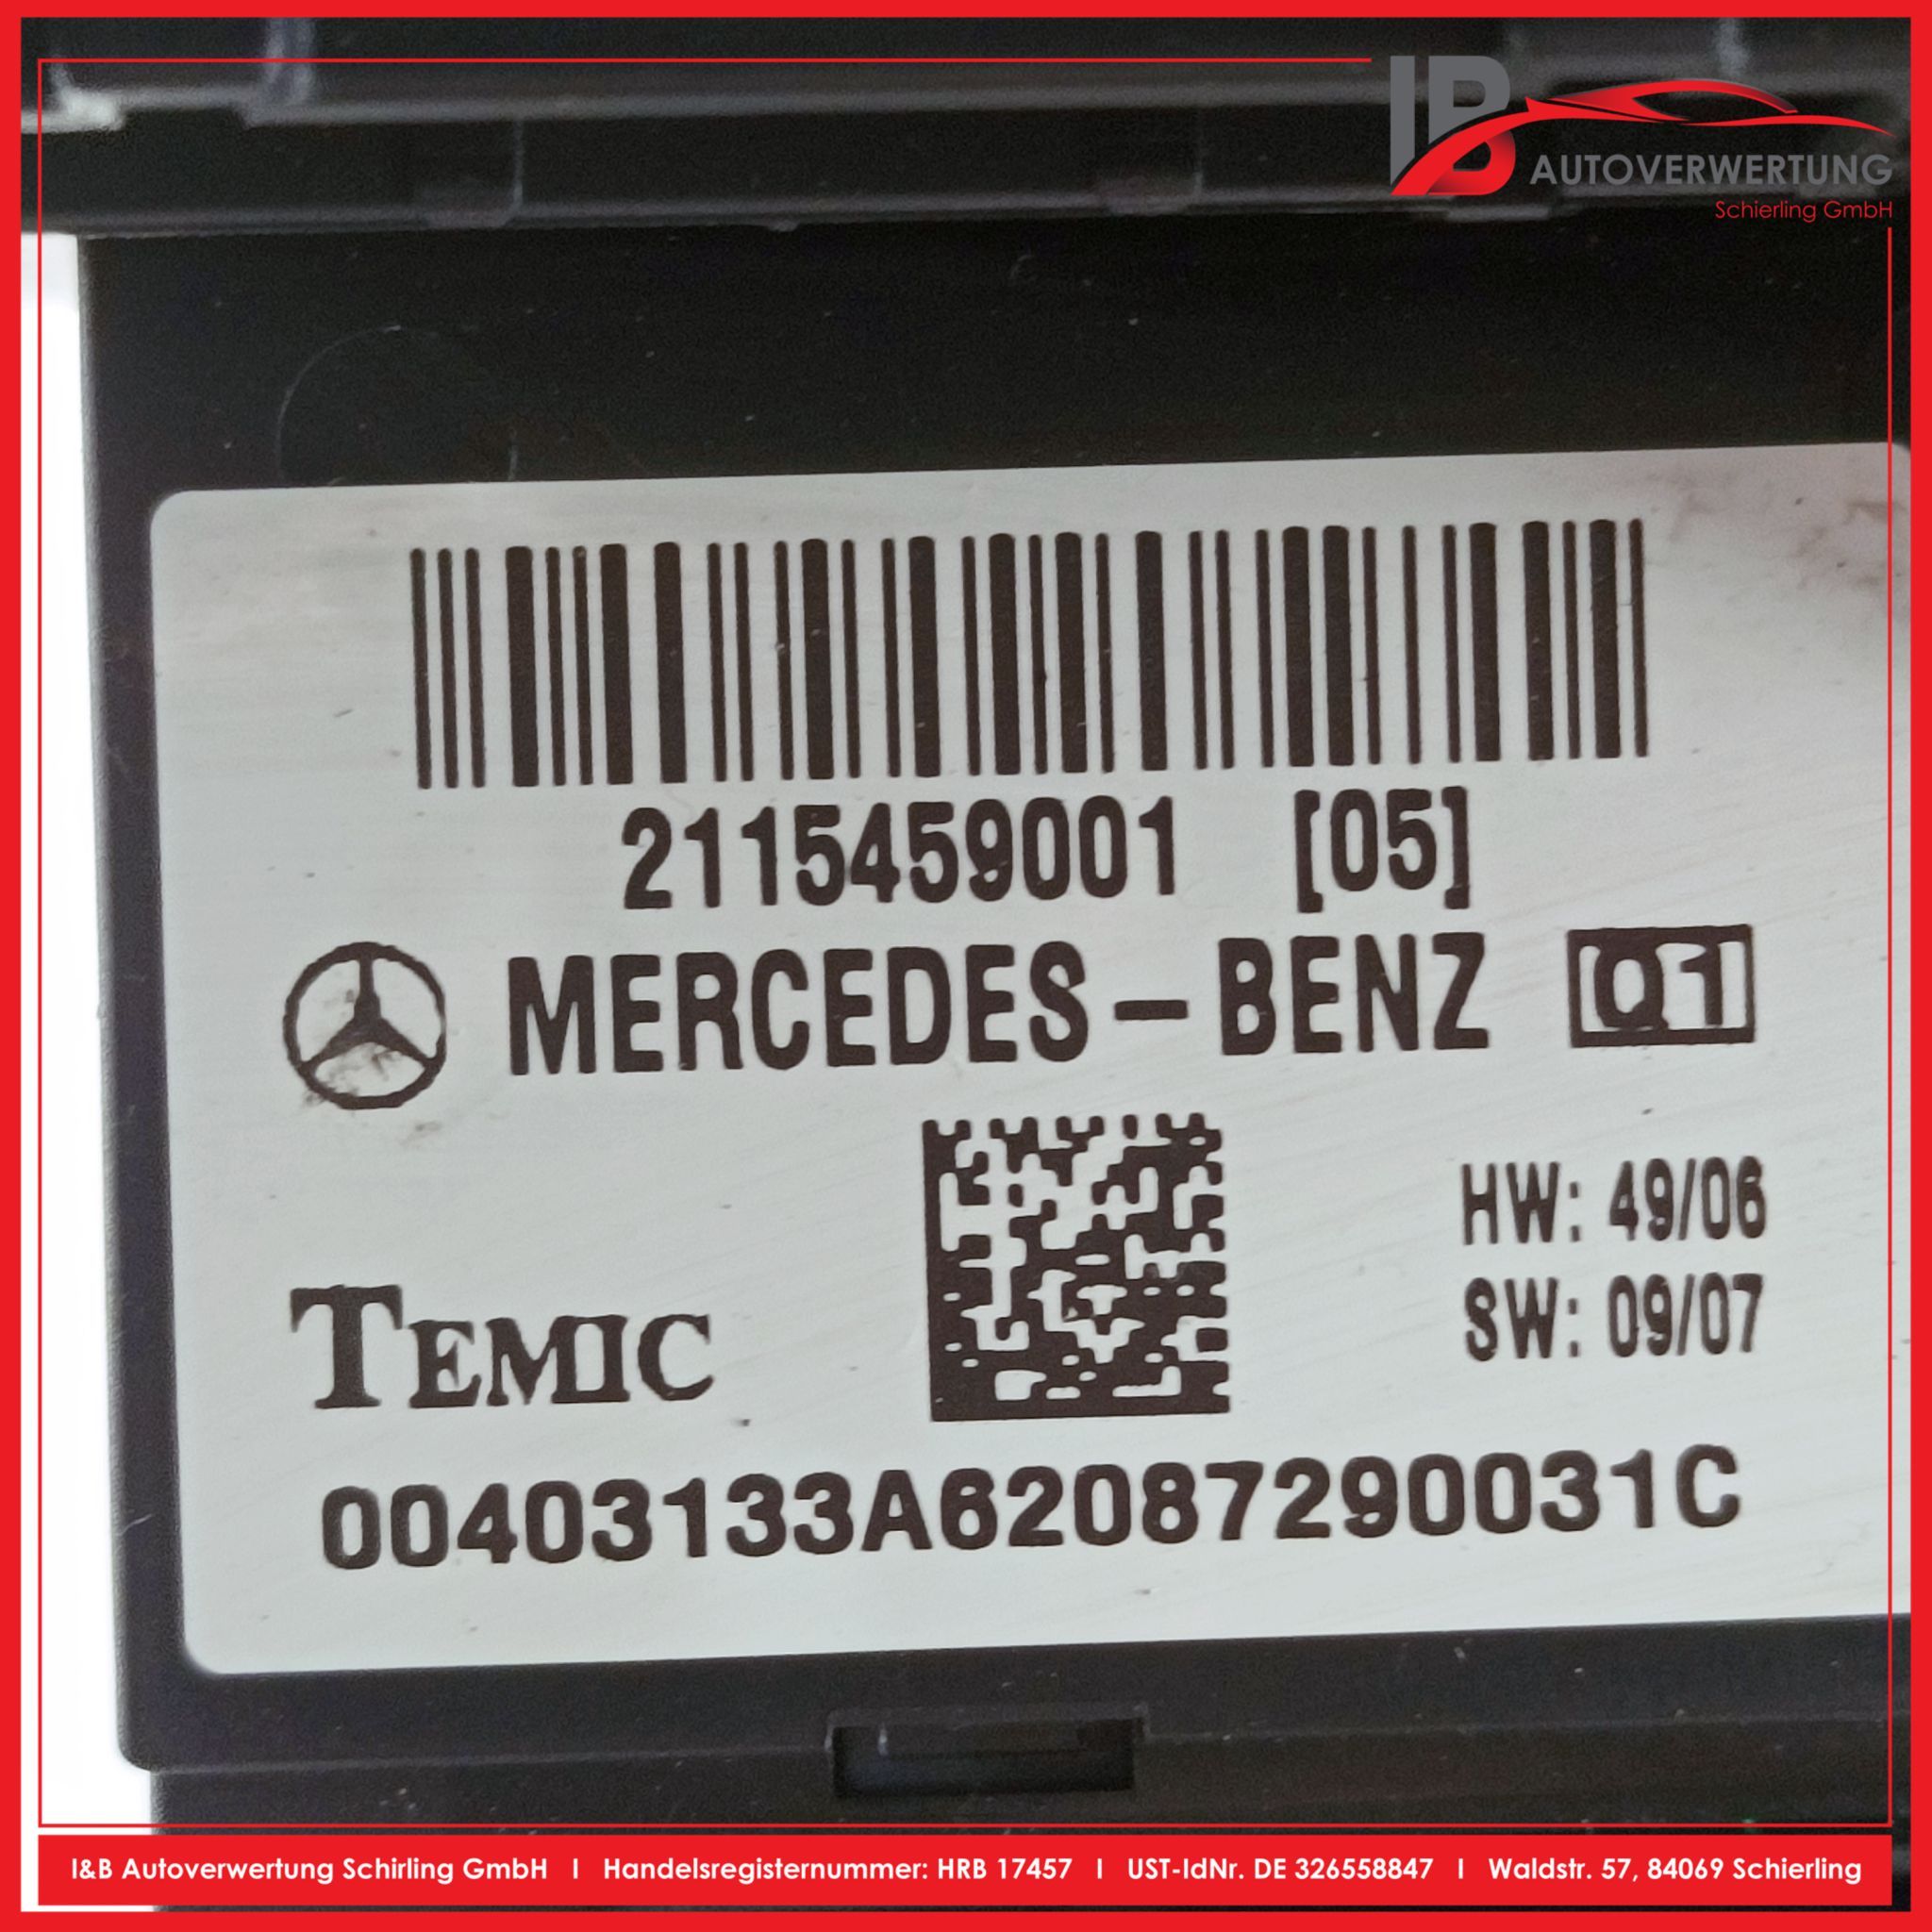 IB AUTOVERWERTUNG
Schierling GmbH
2115459001 [05]
MERCEDES-BENZ Q1
HW: 49/06
SW: 09/07
TEMIC
00403133A62087290031C
I&B Autoverwertung Schirling GmbH I Handelsregisternummer: HRB 17457 I UST-IdNr. DE 326558847 I Waldstr. 57, 84069 Schierling